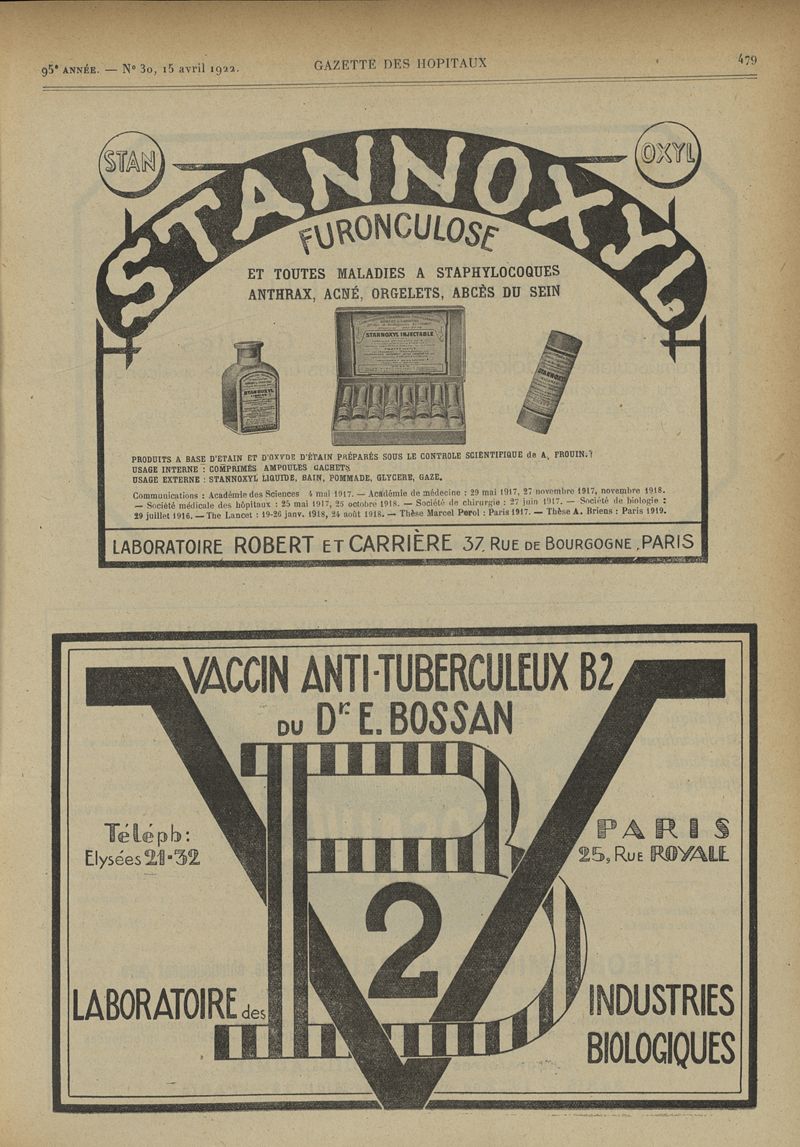 95e ANNÉE. — No 30, 15 avril 1922.
GAZETTE DES HOPITAUX
479
STAN
OXYL
STANNOXYL
FURONCULOSE
ET TOUTES MALADIES A STAPHYLOCOQUES
ANTHRAX, ACNÉ, ORGELETS, ABCÈS DU SEIN
STANNOXYL INJECTABLE
STANNOXYL
STANNOXYL
PRODUITS A BASE D'ETAIN ET D'OXYDE D'ÉTAIN PRÉPARÉS SOUS LE CONTROLE SCIENTIFIQUE de A. FROUIN.
USAGE INTERNE : COMPRIMÉS AMPOULES CACHETS
USAGE EXTERNE : STANNOXYL LIQUIDE, BAIN, POMMADE, GLYCERE, GAZE.
Communications : Académie des Sciences 4 mai 1917. — Académie de médecine : 29 mai 1917, 27 novembre 1917, novembre 1918.
— Société médicale des hôpitaux : 25 mai 1917, 25 octobre 1918. — Société de chirurgie : 27 juin 1917. — Société de biologie :
29 juillet 1916. — The Lancet : 19-26 janv. 1918, 24 août 1918. — Thèse Marcel Perol : Paris 1917. — Thèse A. Briens : Paris 1919.
LABORATOIRE ROBERT ET CARRIÈRE 37, RUE DE BOURGOGNE, PARIS
VACCIN ANTI-TUBERCULEUX B2
DU Dr E. BOSSAN
Téléph:
Elysées 21-32
PARIS
25, RUE ROYALE
VB
2
LABORATOIRE des
INDUSTRIES
BIOLOGIQUES